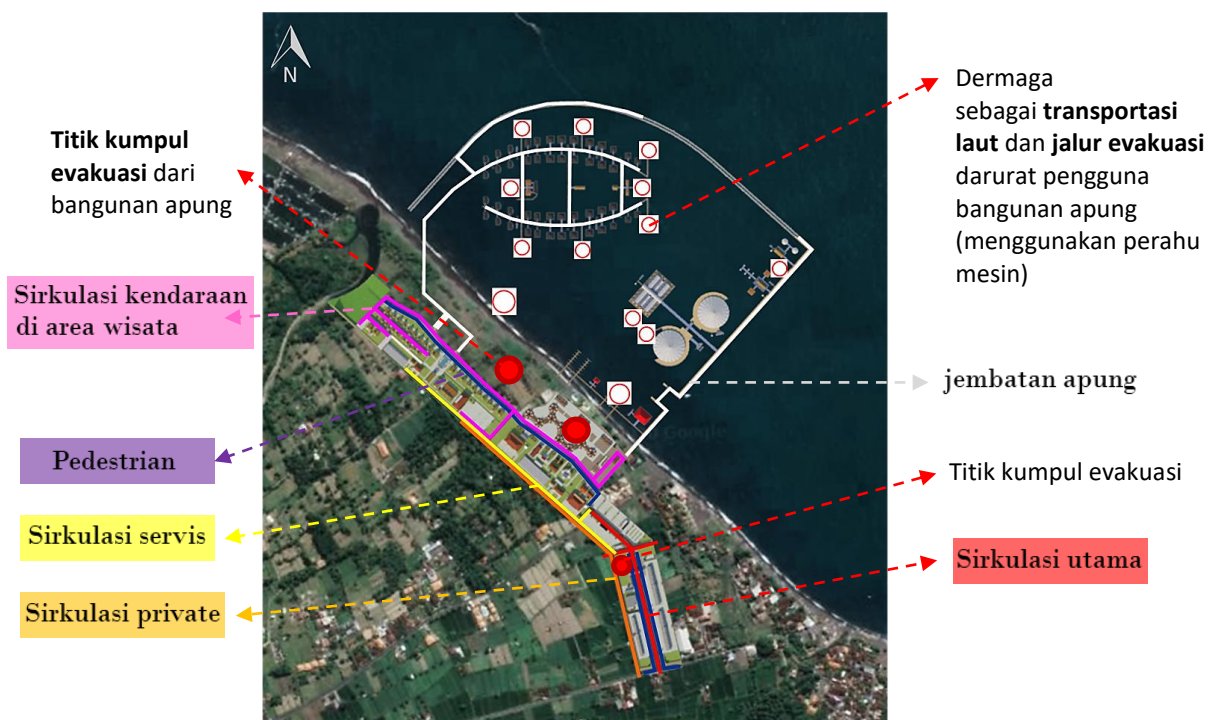 N
Titik kumpul
evakuasi dari
bangunan apung
Sirkulasi kendaraan
di area wisata
Pedestrian
Sirkulasi servis
Sirkulasi private
Dermaga
sebagai transportasi
laut dan jalur evakuasi
darurat pengguna
bangunan apung
(menggunakan perahu
mesin)
jembatan apung
Google
Titik kumpul evakuasi
Sirkulasi utama